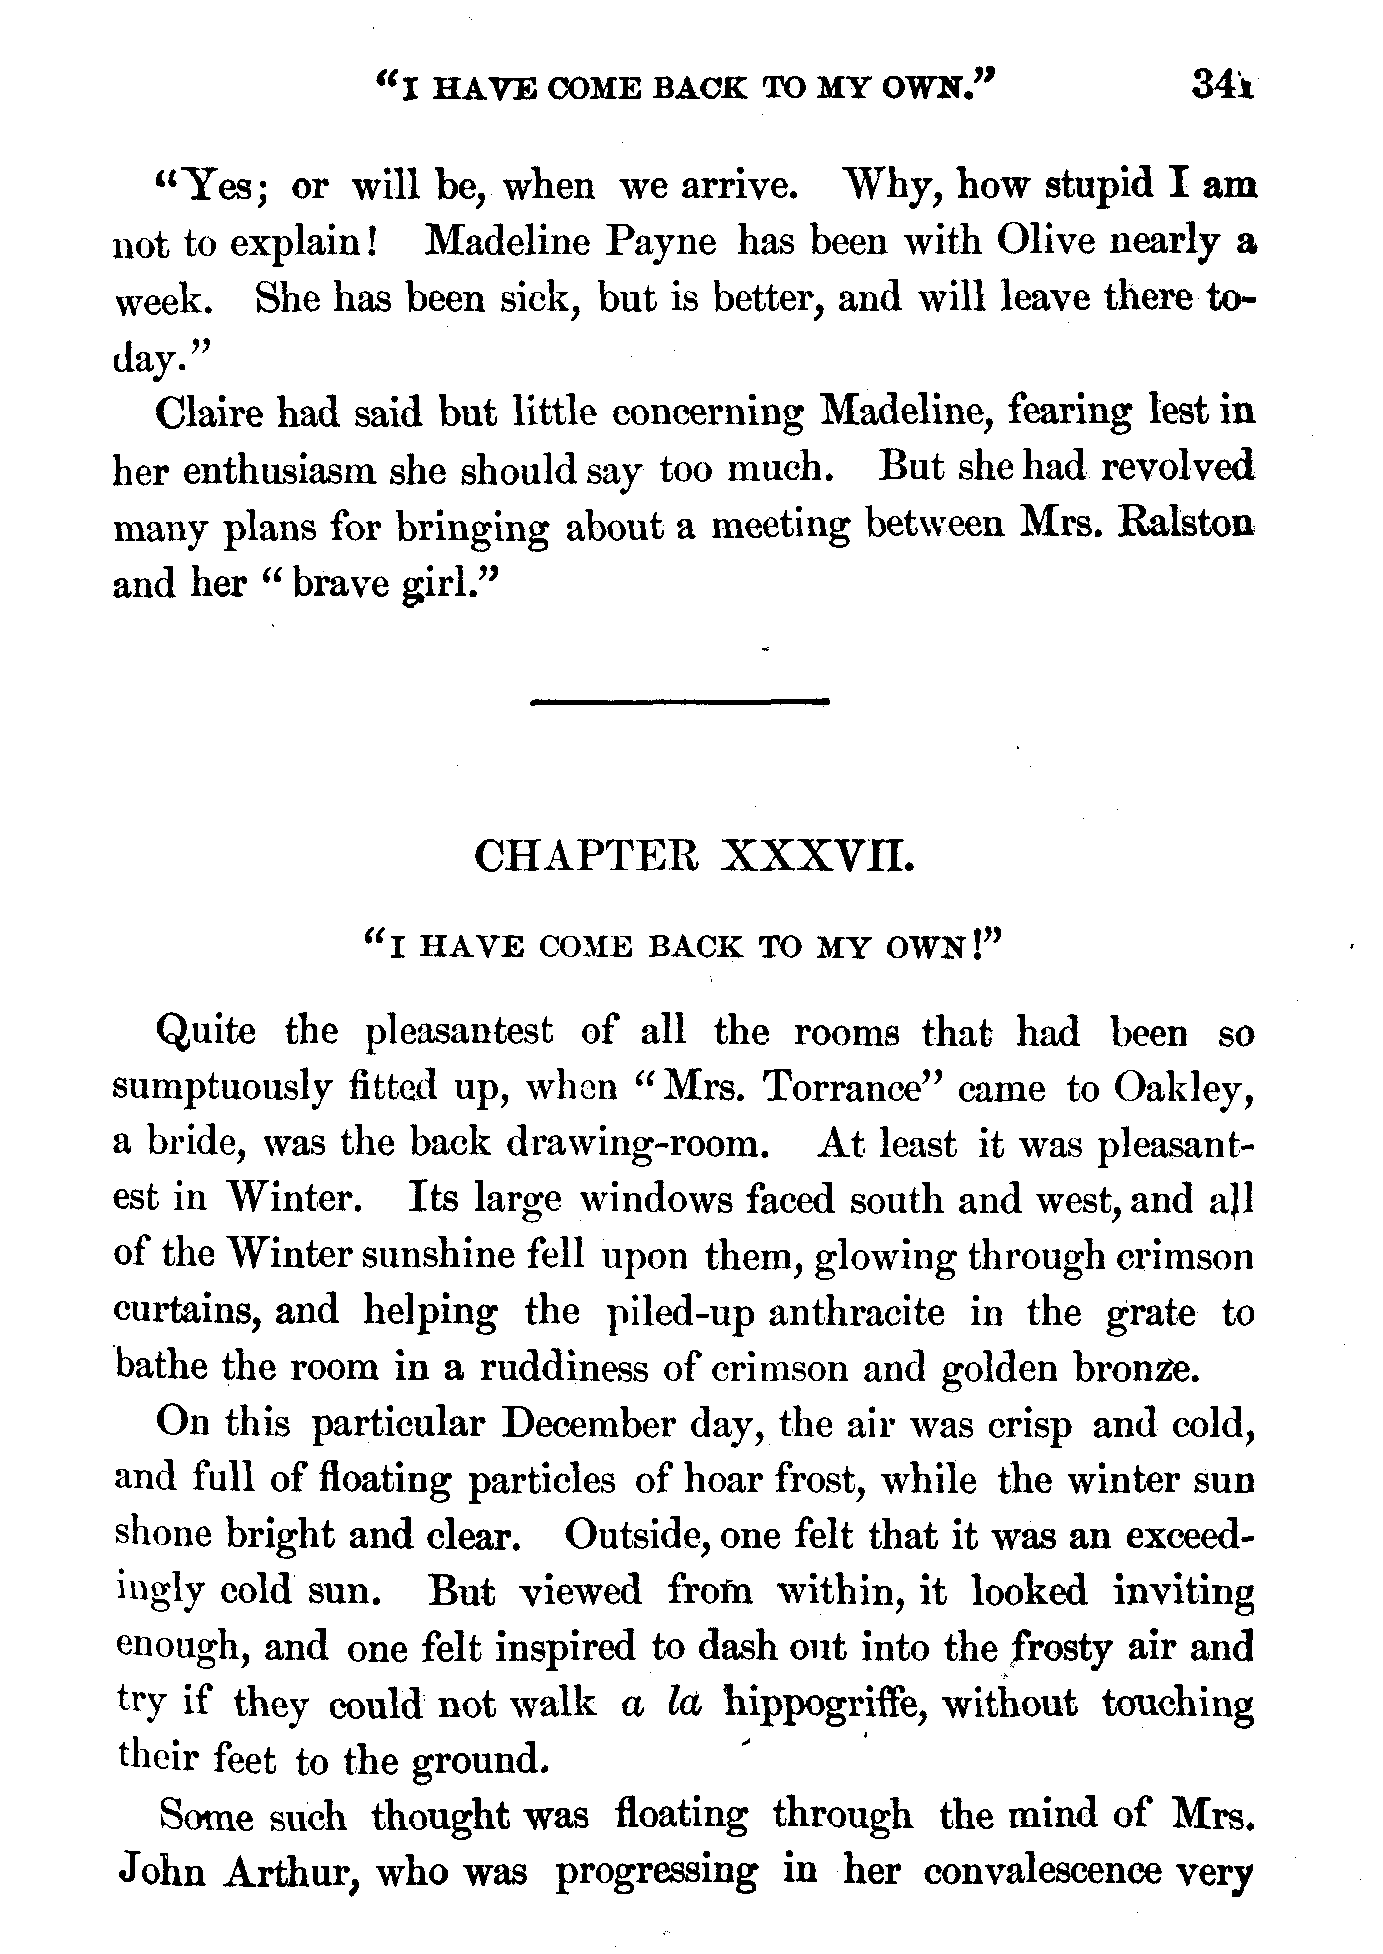 "I HAVE COME BACK TO MY OWN." 341
"Yes; or will be, when we arrive. Why, how stupid I am
not to explain! Madeline Payne has been with Olive nearly a
week. She has been sick, but is better, and will leave there to-
day."
Claire had said but little concerning Madeline, fearing lest in
her enthusiasm she should say too much. But she had revolved
many plans for bringing about a meeting between Mrs. Ralston
and her "brave girl."
CHAPTER XXXVII.
"I HAVE COME BACK TO MY OWN!"
Quite the pleasantest of all the rooms that had been so
sumptuously fitted up, when "Mrs. Torrance" came to Oakley,
a bride, was the back drawing-room. At least it was pleasant-
est in Winter. Its large windows faced south and west, and all
of the Winter sunshine fell upon them, glowing through crimson
curtains, and helping the piled-up anthracite in the grate to
bathe the room in a ruddiness of crimson and golden bronze.
On this particular December day, the air was crisp and cold,
and full of floating particles of hoar frost, while the winter sun
shone bright and clear. Outside, one felt that it was an exceed-
ingly cold sun. But viewed from within, it looked inviting
enough, and one felt inspired to dash out into the frosty air and
try if they could not walk a la hippogriffe, without touching
their feet to the ground.
Some such thought was floating through the mind of Mrs.
John Arthur, who was progressing in her convalescence very